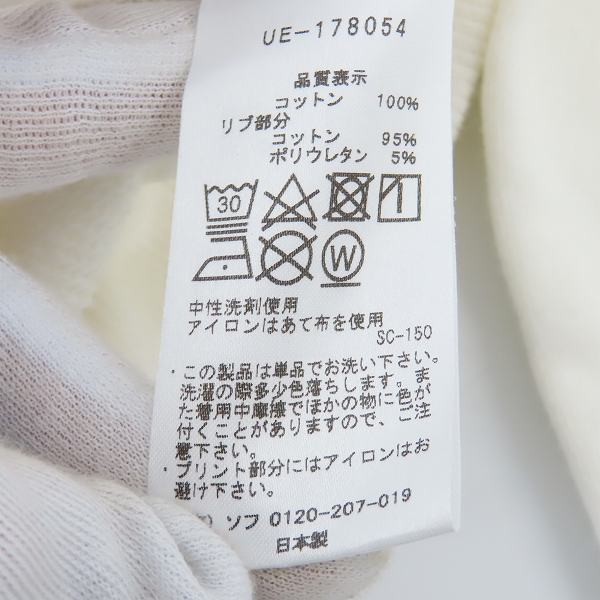 UE-178054
品質表示
コットン 100%
リブ部分
コットン 95%
ポリウレタン 5%
30
W
中性洗剤使用
アイロンはあて布を使用
SC-150
・この製品は単品でお洗い下さい。
洗濯の際多少色落ちします。ま
た着用中摩擦でほかの物に色が
付くことがありますので、ご注
意下さい。
・プリント部分にはアイロンはお
避け下さい。
ソフ 0120-207-019
日本製